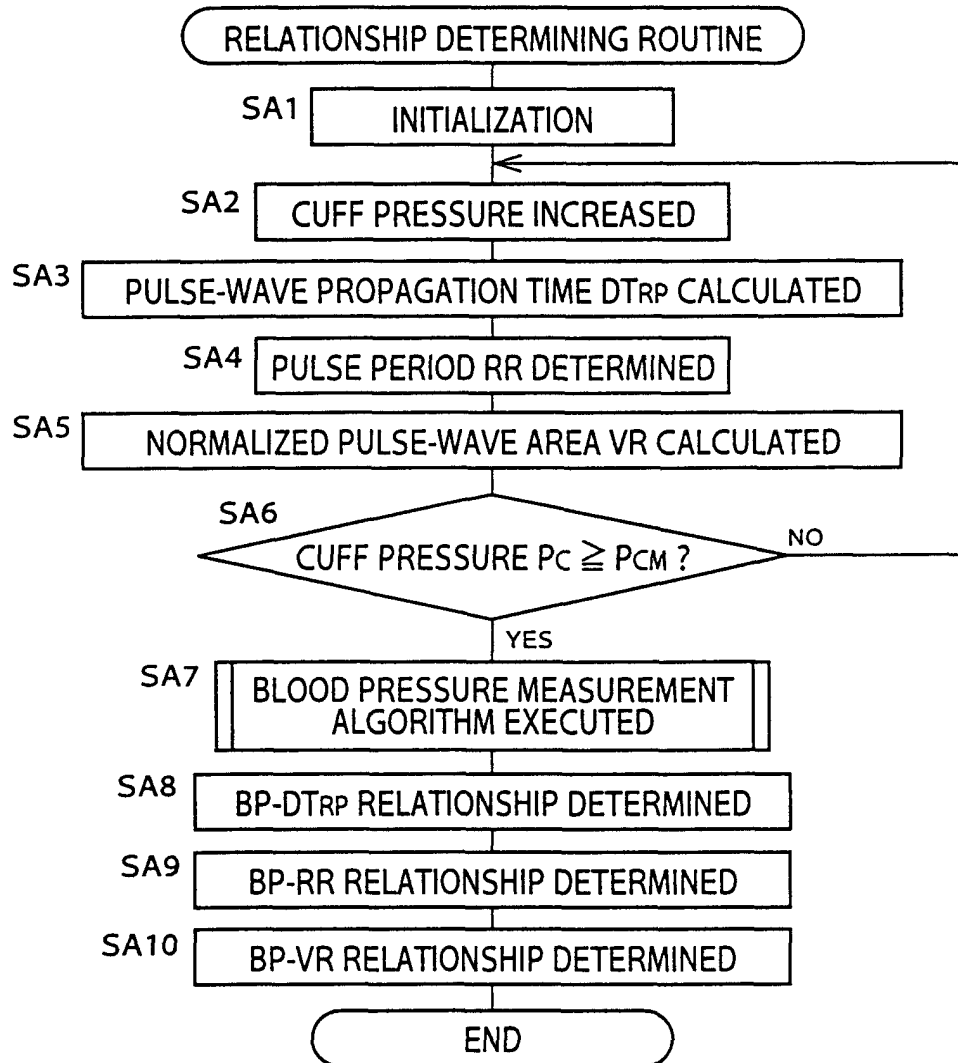 RELATIONSHIP DETERMINING ROUTINE
SA1
INITIALIZATION
SA2
CUFF PRESSURE INCREASED
SA3
PULSE-WAVE PROPAGATION TIME DTRP CALCULATED
SA4
PULSE PERIOD RR DETERMINED
SA5
NORMALIZED PULSE-WAVE AREA VR CALCULATED
SA6
CUFF PRESSURE PC ≧ PCM ?
NO
YES
SA7
BLOOD PRESSURE MEASUREMENT
ALGORITHM EXECUTED
SA8
BP-DTRP RELATIONSHIP DETERMINED
SA9
BP-RR RELATIONSHIP DETERMINED
SA10
BP-VR RELATIONSHIP DETERMINED
END